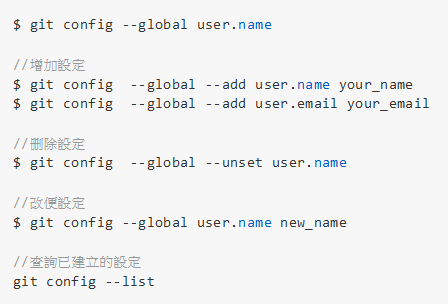 $ git config --global user.name
//增加設定
$ git config  --global --add user.name your_name
$ git config  --global --add user.email your_email
//刪除設定
$ git config  --global --unset user.name
//改便設定
$ git config --global user.name new_name
//查詢已建立的設定
git config --list